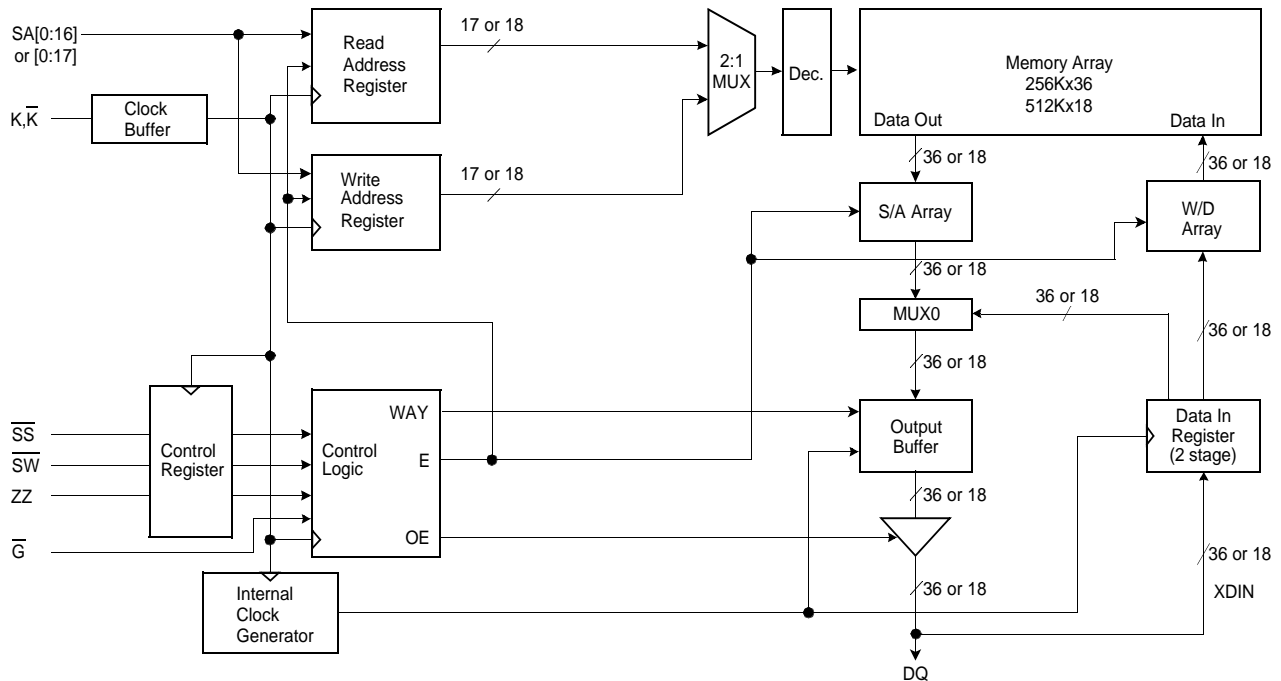 SA[0:16]
or [0:17]
K,K̅
Clock
Buffer
Read
Address
Register
17 or 18
2:1
MUX
Dec.
Memory Array
256Kx36
512Kx18
Data Out
Data In
36 or 18
36 or 18
Write
Address
Register
17 or 18
S/A Array
W/D
Array
36 or 18
MUX0
36 or 18
36 or 18
36 or 18
S̅S̅
S̅W̅
ZZ
G̅
Control
Register
Control
Logic
WAY
E
OE
Output
Buffer
Data In
Register
(2 stage)
36 or 18
36 or 18
XDIN
Internal
Clock
Generator
36 or 18
DQ